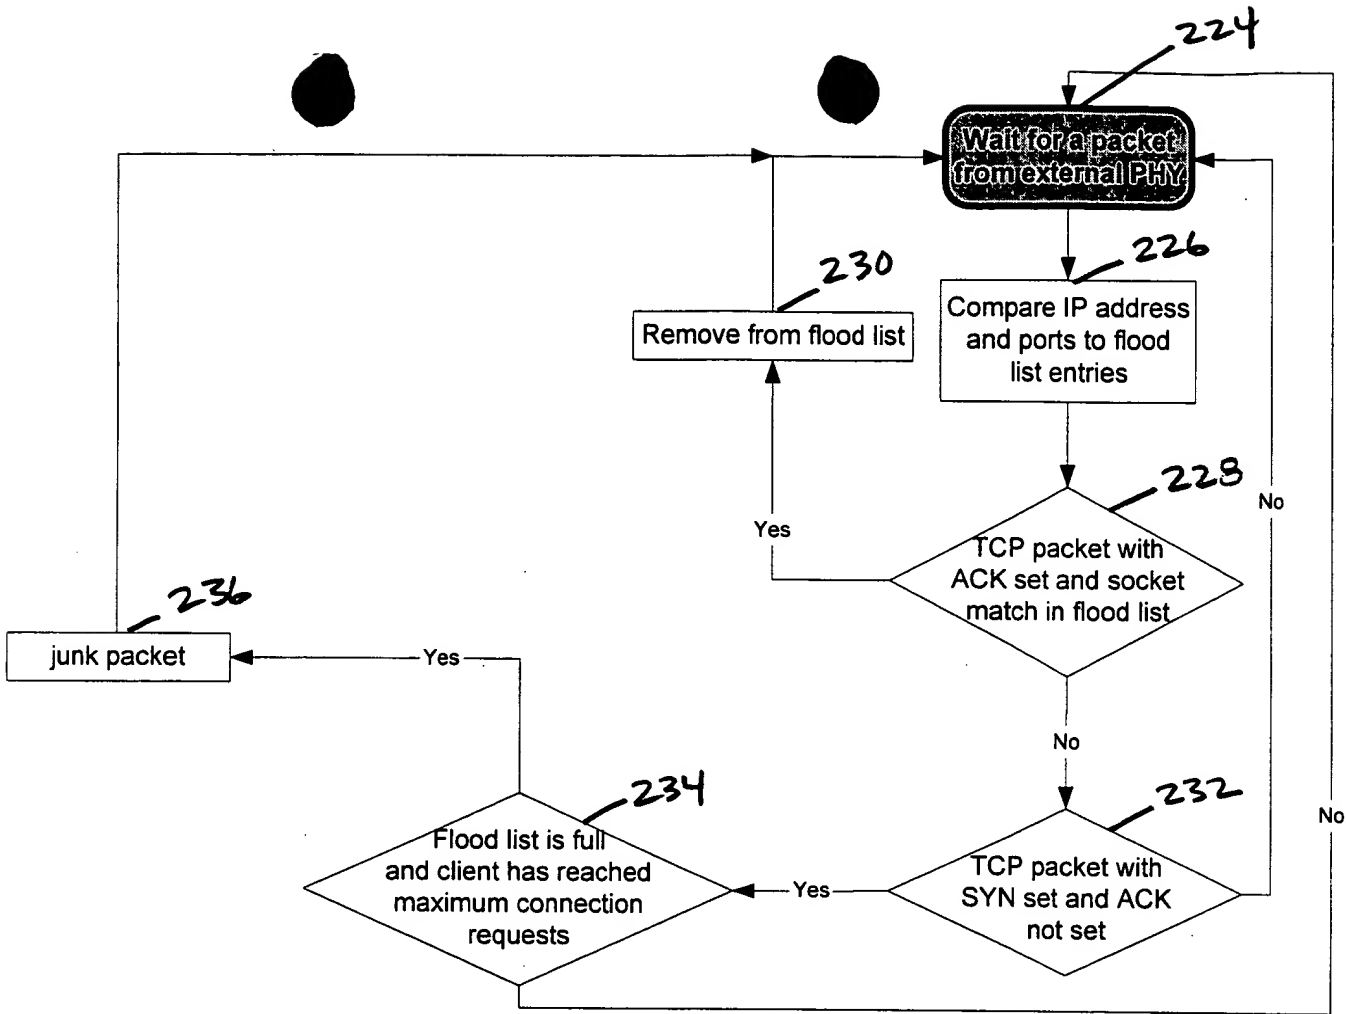 224
Wait for a packet
from external PHY
226
Compare IP address
and ports to flood
list entries
230
Remove from flood list
228
TCP packet with
ACK set and socket
match in flood list
Yes
No
236
junk packet
Yes
No
234
Flood list is full
and client has reached
maximum connection
requests
Yes
232
TCP packet with
SYN set and ACK
not set
No